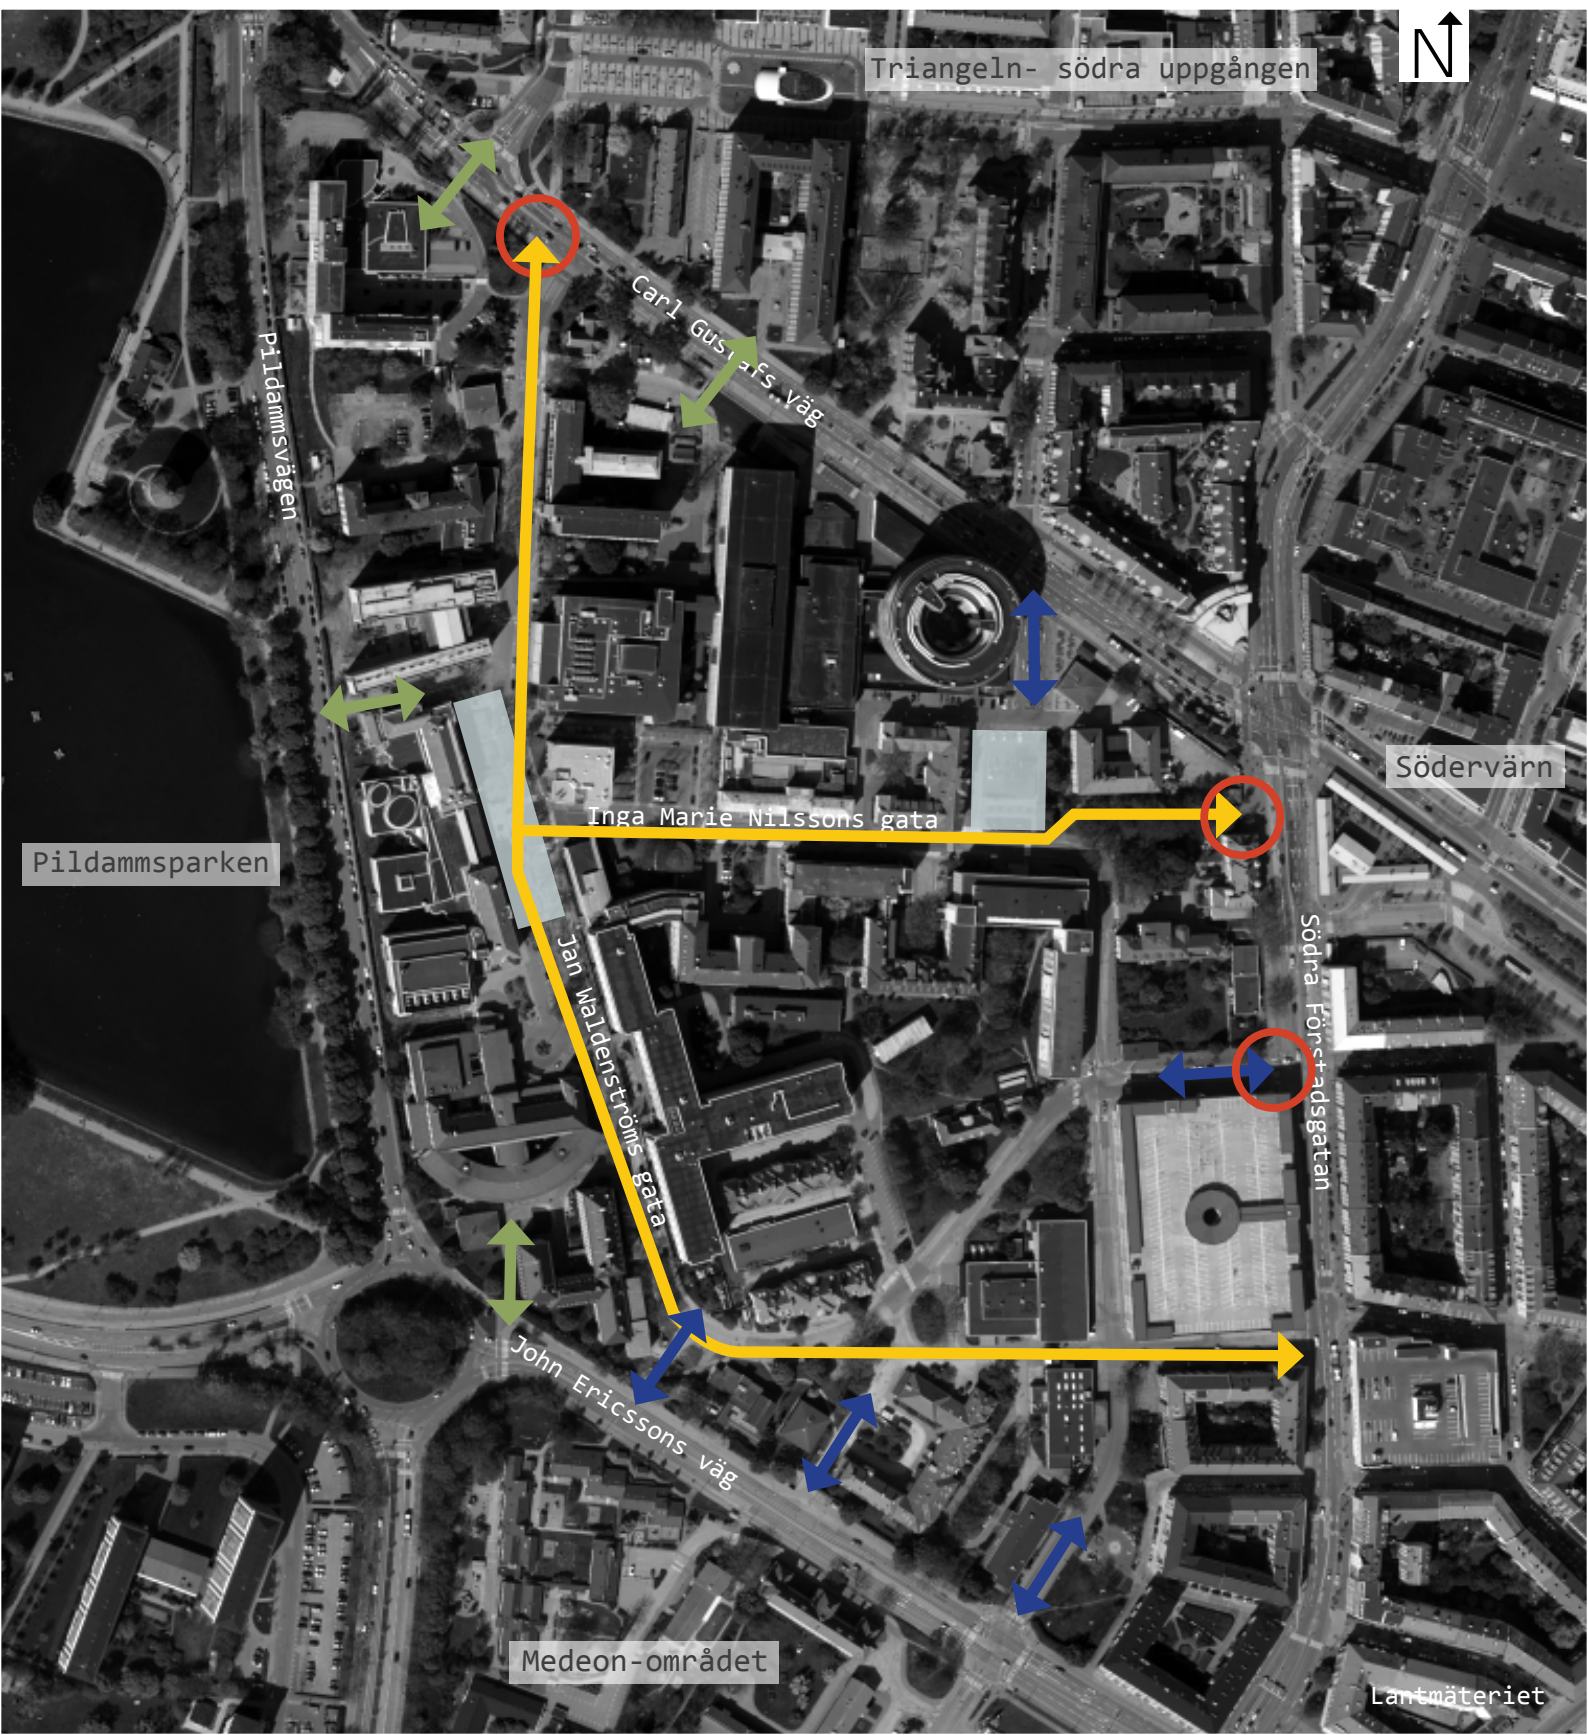 Triangeln- södra uppgången
N
Carl Gustafs väg
Pildammsvägen
Södervärn
Inga Marie Nilssons gata
Pildammsparken
Södra Förstadsgatan
Jan Waldenströms gata
John Ericssons väg
Medeon-området
Lantmäteriet